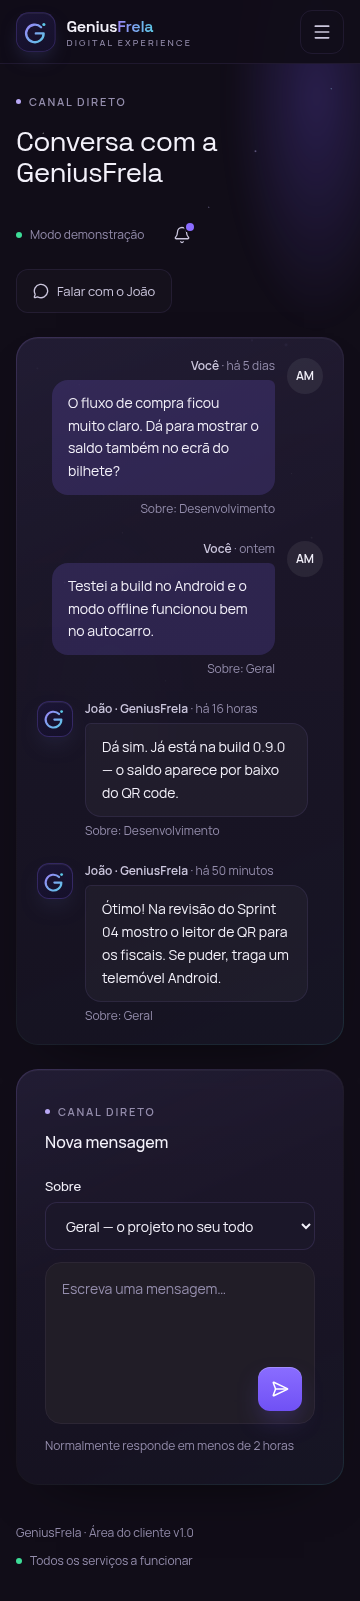 GeniusFrela
DIGITAL EXPERIENCE
CANAL DIRETO
Conversa com a
GeniusFrela
Modo demonstração
Falar com o João
Você · há 5 dias
AM
O fluxo de compra ficou
muito claro. Dá para mostrar o
saldo também no ecrã do
bilhete?
Sobre: Desenvolvimento
Você · ontem
AM
Testei a build no Android e o
modo offline funcionou bem
no autocarro.
Sobre: Geral
João · GeniusFrela · há 16 horas
Dá sim. Já está na build 0.9.0
— o saldo aparece por baixo
do QR code.
Sobre: Desenvolvimento
João · GeniusFrela · há 50 minutos
Ótimo! Na revisão do Sprint
04 mostro o leitor de QR para
os fiscais. Se puder, traga um
telemóvel Android.
Sobre: Geral
CANAL DIRETO
Nova mensagem
Sobre
Geral — o projeto no seu todo
Escreva uma mensagem…
Normalmente responde em menos de 2 horas
GeniusFrela · Área do cliente v1.0
Todos os serviços a funcionar